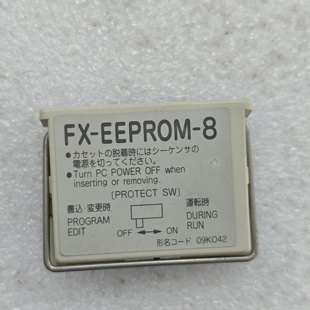 FX-EEPROM-8
● カセットの脱着時にはシーケンサの
電源を切ってください。
● Turn PC POWER OFF when
inserting or removing.
(PROTECT SW)
書込・変更時 運転時
PROGRAM DURING
EDIT OFF ← → ON RUN
形名コード 09K042